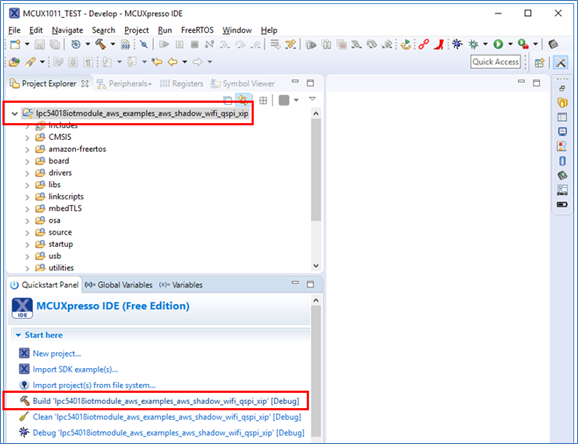 MCUX1011_TEST - Develop - MCUXpresso IDE
File Edit Navigate Search Project Run FreeRTOS Window Help
Quick Access
Project Explorer Peripherals+ Registers Symbol Viewer
lpc54018iotmodule_aws_examples_aws_shadow_wifi_qspi_xip
Includes
CMSIS
amazon-freertos
board
drivers
libs
linkscripts
mbedTLS
osa
source
startup
usb
utilities
Quickstart Panel (x)= Global Variables (x)= Variables
IDE
MCUXpresso IDE (Free Edition)
Start here
New project...
Import SDK example(s)...
Import project(s) from file system...
Build 'lpc54018iotmodule_aws_examples_aws_shadow_wifi_qspi_xip' [Debug]
Clean 'lpc54018iotmodule_aws_examples_aws_shadow_wifi_qspi_xip' [Debug]
Debug 'lpc54018iotmodule_aws_examples_aws_shadow_wifi_qspi_xip' [Debug]